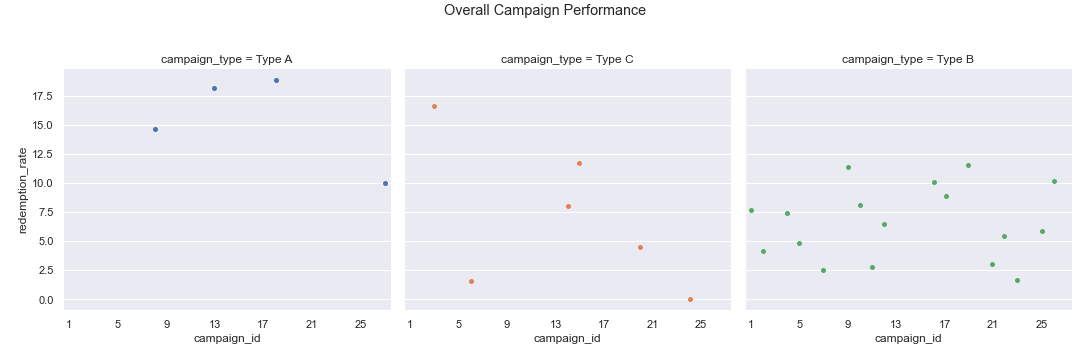 Overall Campaign Performance
campaign_type = Type A
campaign_type = Type C
campaign_type = Type B
redemption_rate
17.5
15.0
12.5
10.0
7.5
5.0
2.5
0.0
1 5 9 13 17 21 25
1 5 9 13 17 21 25
1 5 9 13 17 21 25
campaign_id
campaign_id
campaign_id